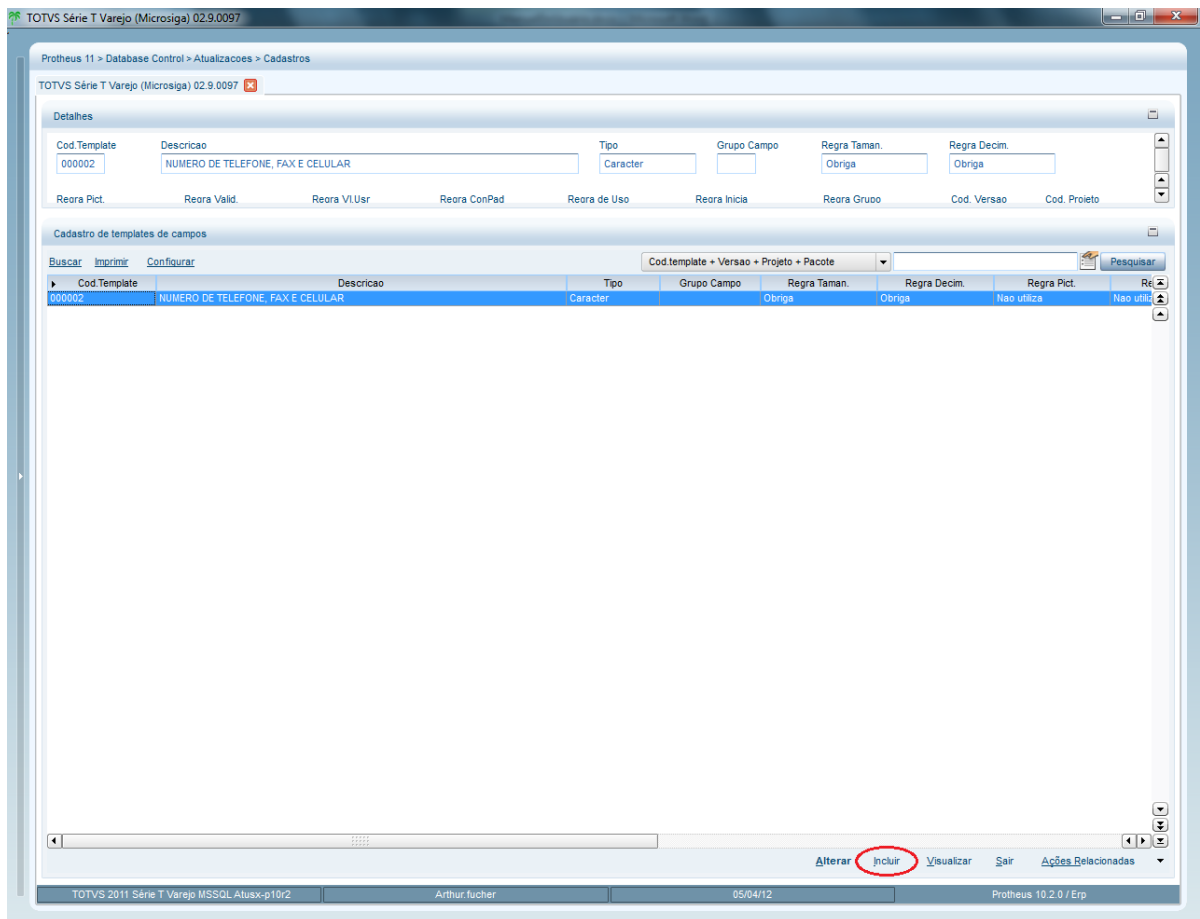 TOTVS Série T Varejo (Microsiga) 02.9.0097
Protheus 11 > Database Control > Atualizacoes > Cadastros
TOTVS Série T Varejo (Microsiga) 02.9.0097
Detalhes
Cod.Template Descricao Tipo Grupo Campo Regra Taman. Regra Decim.
000002 NUMERO DE TELEFONE, FAX E CELULAR Caracter Obriga Obriga
Regra Pict. Regra Valid. Regra Vl.Usr Regra ConPad Regra de Uso Regra Inicia Regra Grupo Cod. Versao Cod. Projeto
Cadastro de templates de campos
Buscar Imprimir Configurar Cod.template + Versao + Projeto + Pacote Pesquisar
Cod.Template Descricao Tipo Grupo Campo Regra Taman. Regra Decim. Regra Pict. Re
000002 NUMERO DE TELEFONE, FAX E CELULAR Caracter Obriga Obriga Nao utiliza Nao utiliz
Alterar Incluir Visualizar Sair Ações Relacionadas
TOTVS 2011 Série T Varejo MSSQL Atusx-p10r2 Arthur.fucher 05/04/12 Protheus 10.2.0 / Erp